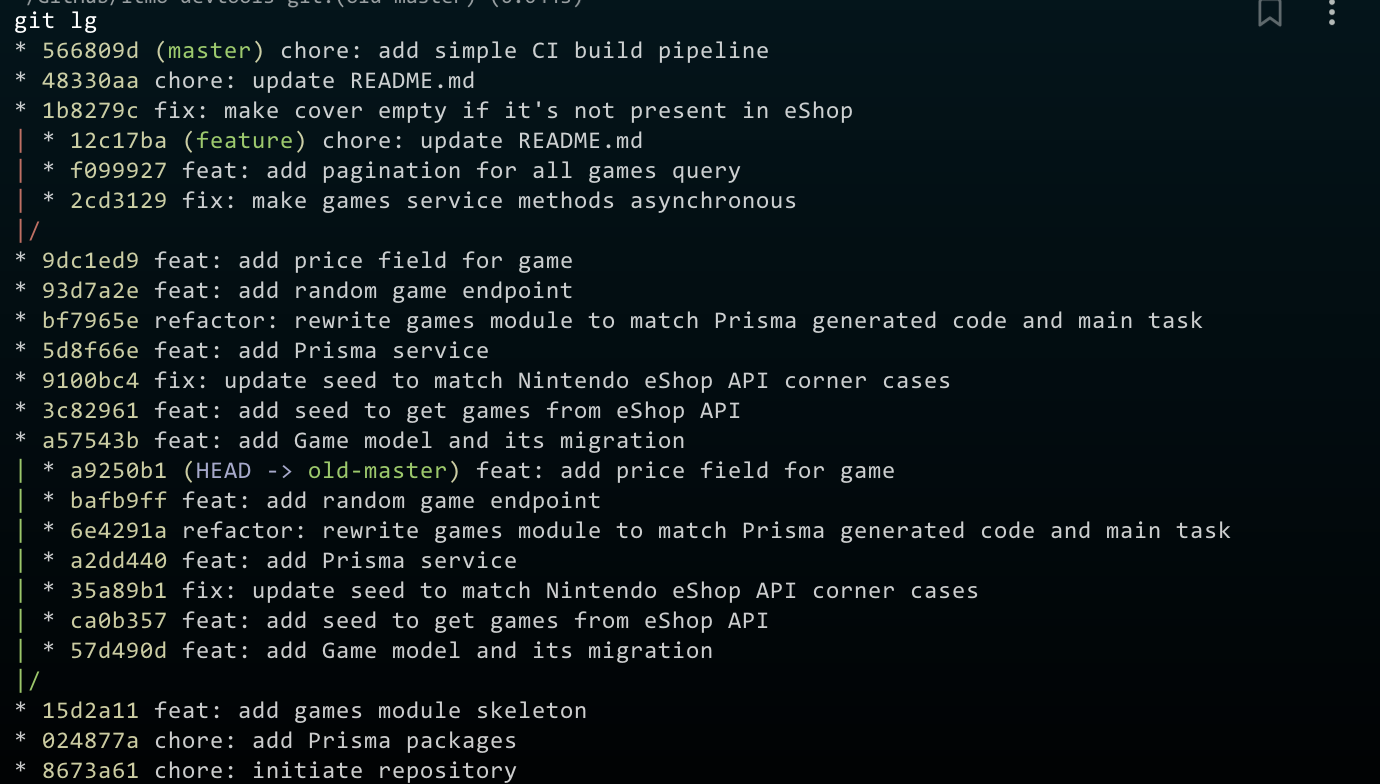 git lg
* 566809d (master) chore: add simple CI build pipeline
* 48330aa chore: update README.md
* 1b8279c fix: make cover empty if it's not present in eShop
| * 12c17ba (feature) chore: update README.md
| * f099927 feat: add pagination for all games query
| * 2cd3129 fix: make games service methods asynchronous
|/
* 9dc1ed9 feat: add price field for game
* 93d7a2e feat: add random game endpoint
* bf7965e refactor: rewrite games module to match Prisma generated code and main task
* 5d8f66e feat: add Prisma service
* 9100bc4 fix: update seed to match Nintendo eShop API corner cases
* 3c82961 feat: add seed to get games from eShop API
* a57543b feat: add Game model and its migration
| * a9250b1 (HEAD -> old-master) feat: add price field for game
| * bafb9ff feat: add random game endpoint
| * 6e4291a refactor: rewrite games module to match Prisma generated code and main task
| * a2dd440 feat: add Prisma service
| * 35a89b1 fix: update seed to match Nintendo eShop API corner cases
| * ca0b357 feat: add seed to get games from eShop API
| * 57d490d feat: add Game model and its migration
|/
* 15d2a11 feat: add games module skeleton
* 024877a chore: add Prisma packages
* 8673a61 chore: initiate repository